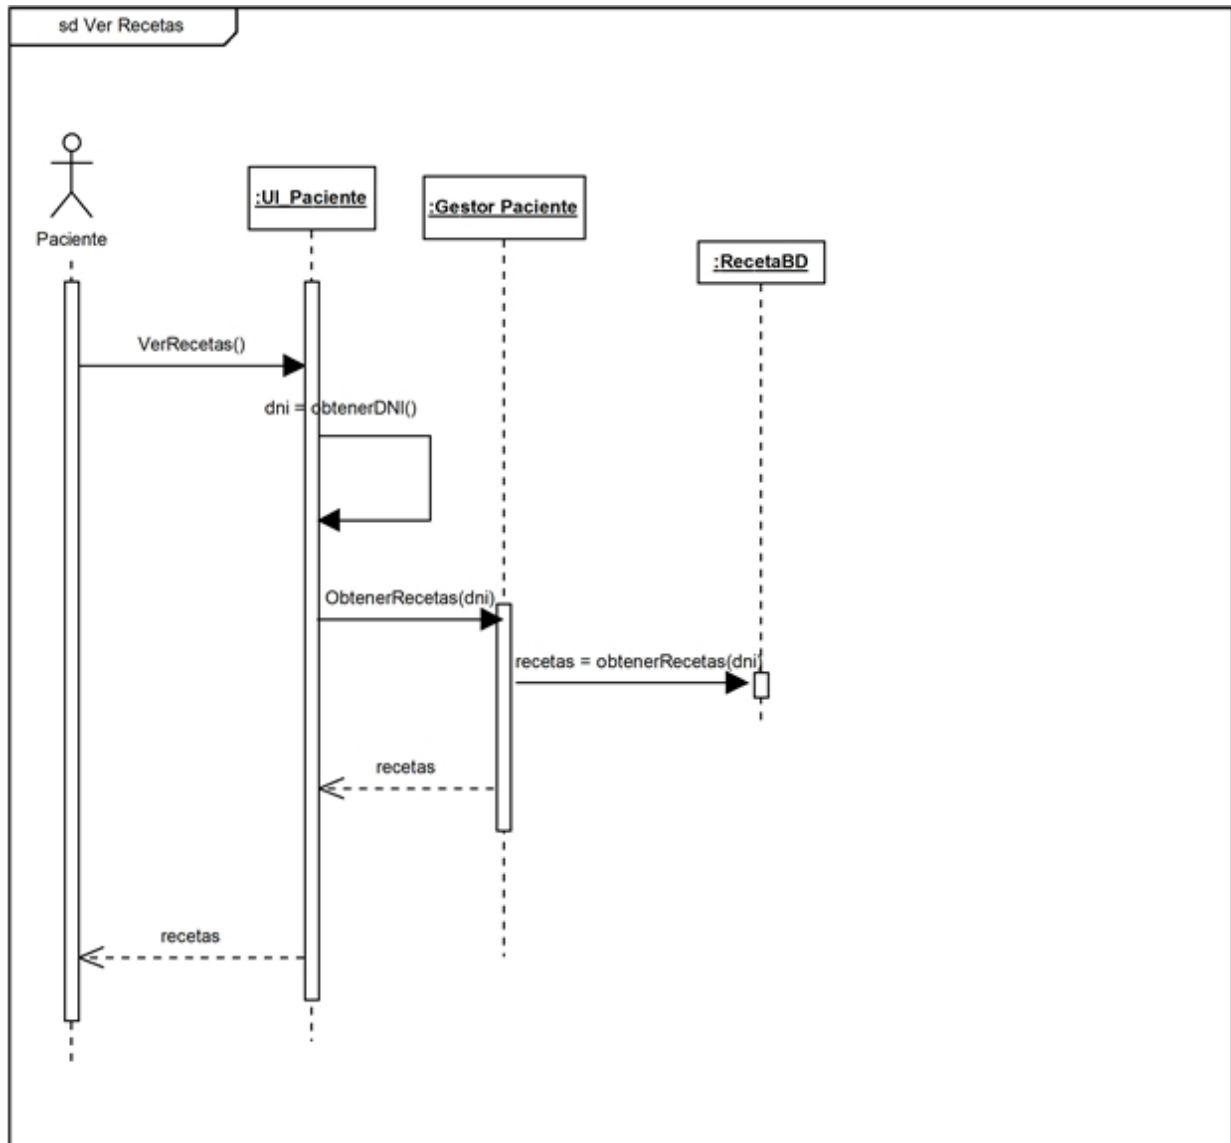 sd Ver Recetas
Paciente
:UI_Paciente
:Gestor Paciente
:RecetaBD
VerRecetas()
dni = obtenerDNI()
ObtenerRecetas(dni)
recetas = obtenerRecetas(dni)
recetas
recetas